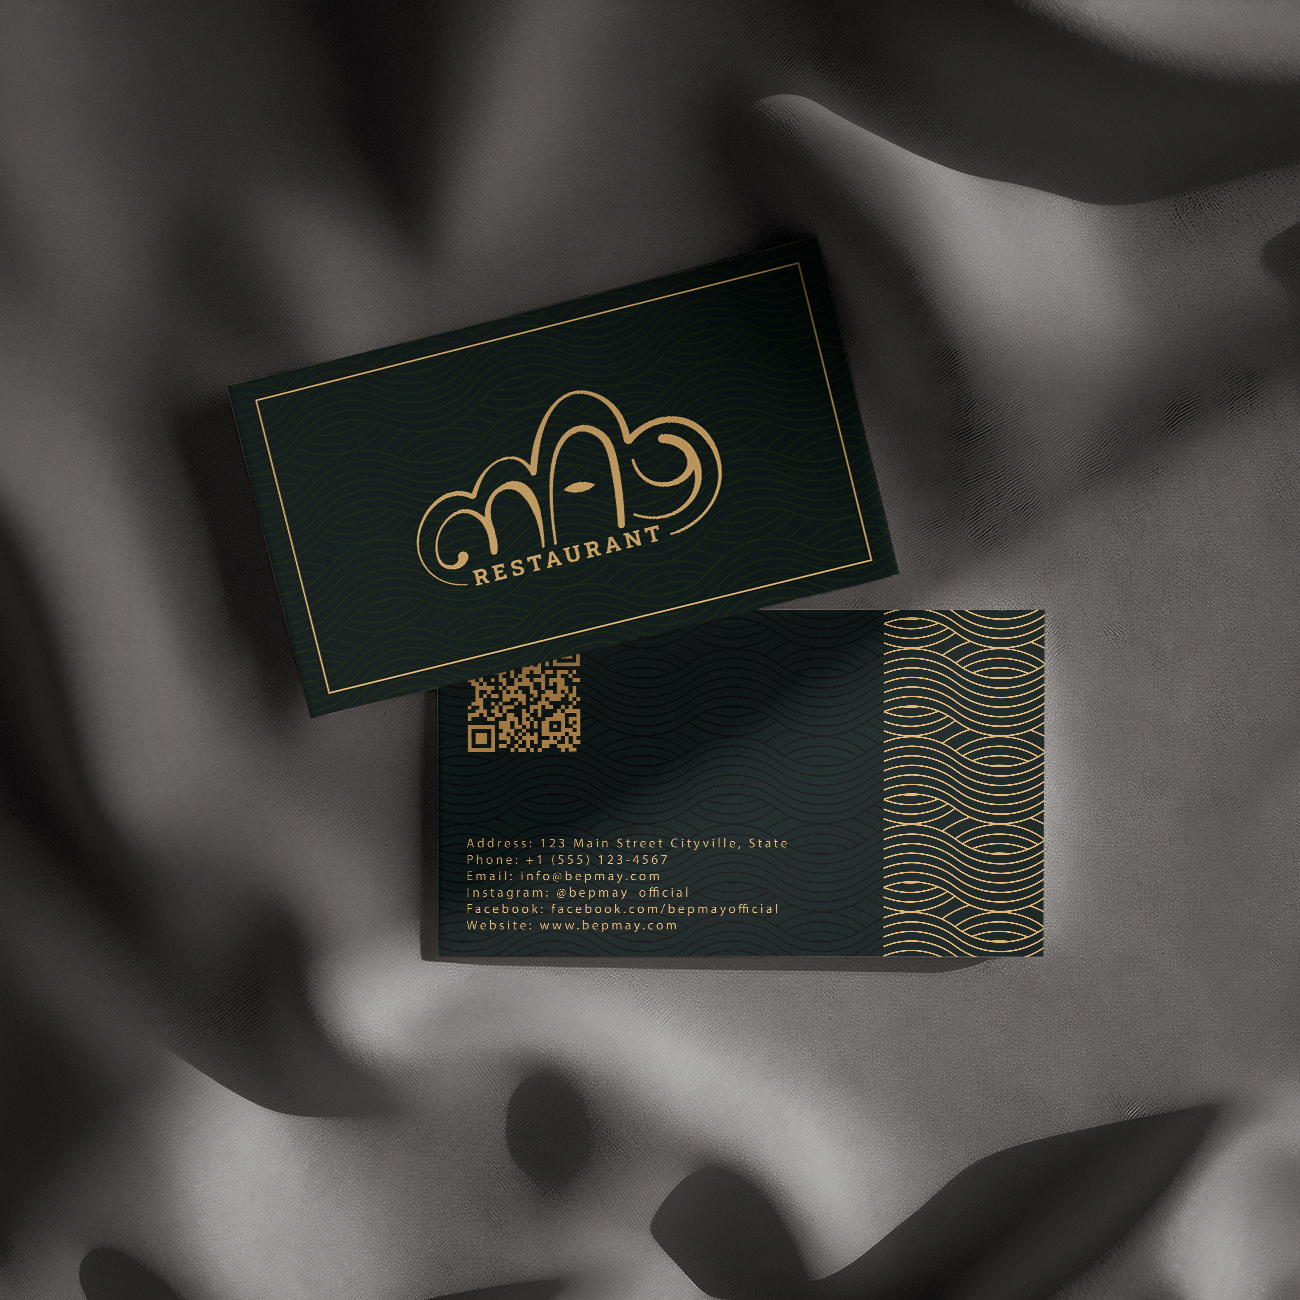 MAY
RESTAURANT
Address: 123 Main Street Cityville, State
Phone: +1 (555) 123-4567
Email: info@bepmay.com
Instagram: @bepmay_official
Facebook: facebook.com/bepmayofficial
Website: www.bepmay.com